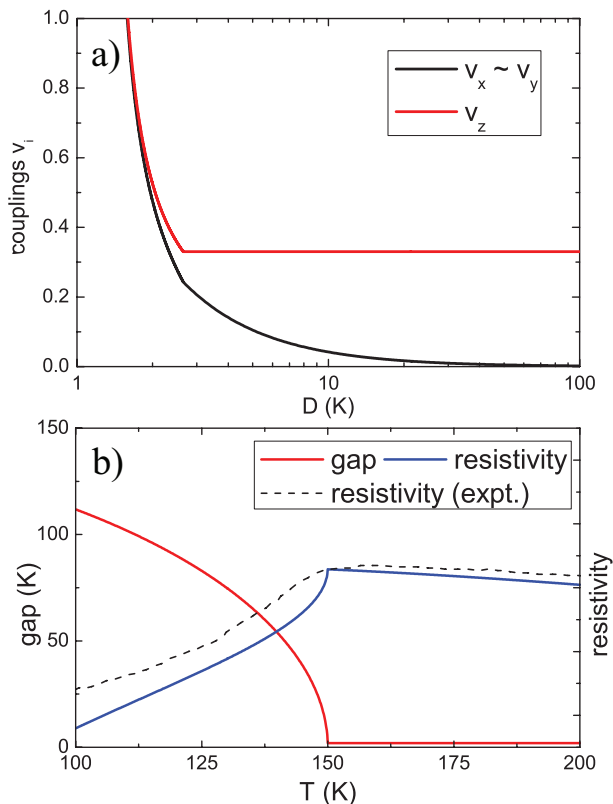 a)
1.0
0.8
0.6
0.4
0.2
0.0
couplings v_i
v_x ~ v_y
v_z
1
10
100
D (K)
b)
150
100
50
0
gap (K)
gap
resistivity
resistivity (expt.)
resistivity
100
125
150
175
200
T (K)